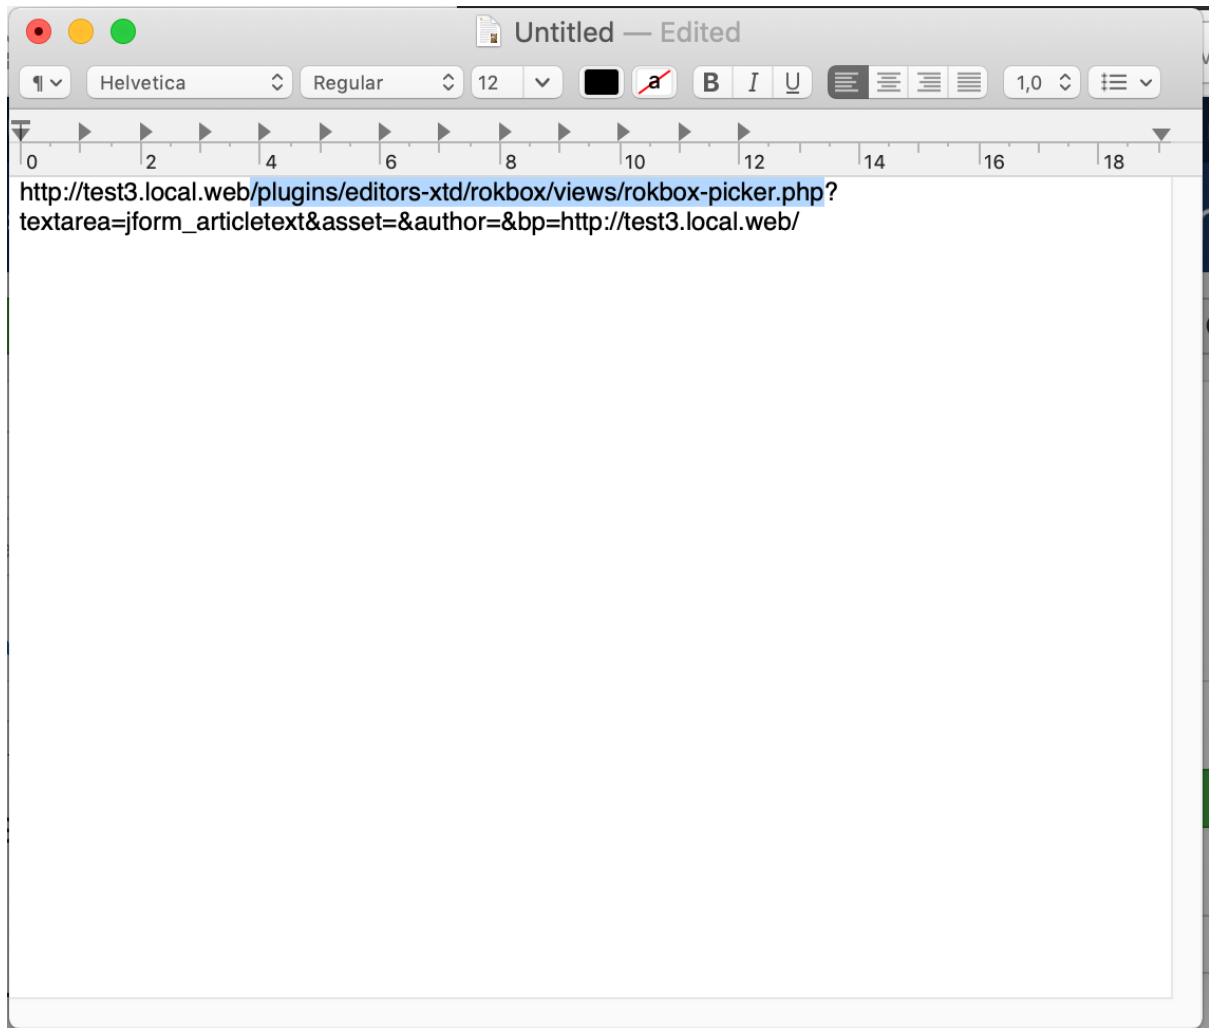 Untitled — Edited
¶ Helvetica Regular 12 a B I U 1,0
0 2 4 6 8 10 12 14 16 18
http://test3.local.web/plugins/editors-xtd/rokbox/views/rokbox-picker.php?
textarea=jform_articletext&asset=&author=&bp=http://test3.local.web/